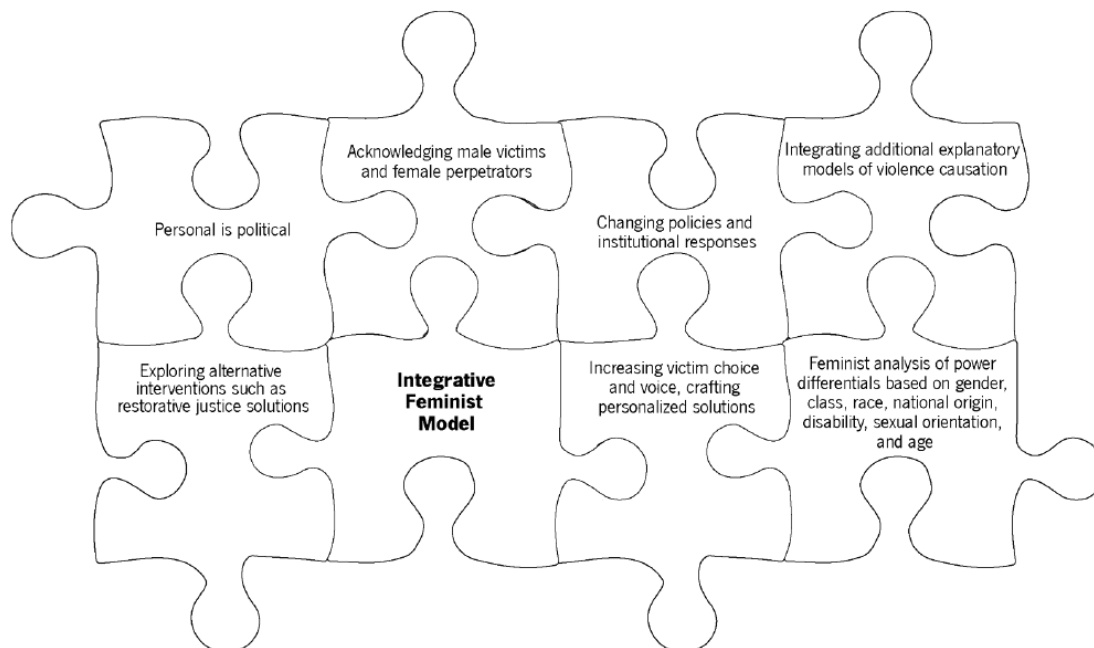 Personal is political
Acknowledging male victims
and female perpetrators
Changing policies and
institutional responses
Integrating additional explanatory
models of violence causation
Exploring alternative
interventions such as
restorative justice solutions
Integrative
Feminist
Model
Increasing victim choice
and voice, crafting
personalized solutions
Feminist analysis of power
differentials based on gender,
class, race, national origin,
disability, sexual orientation,
and age